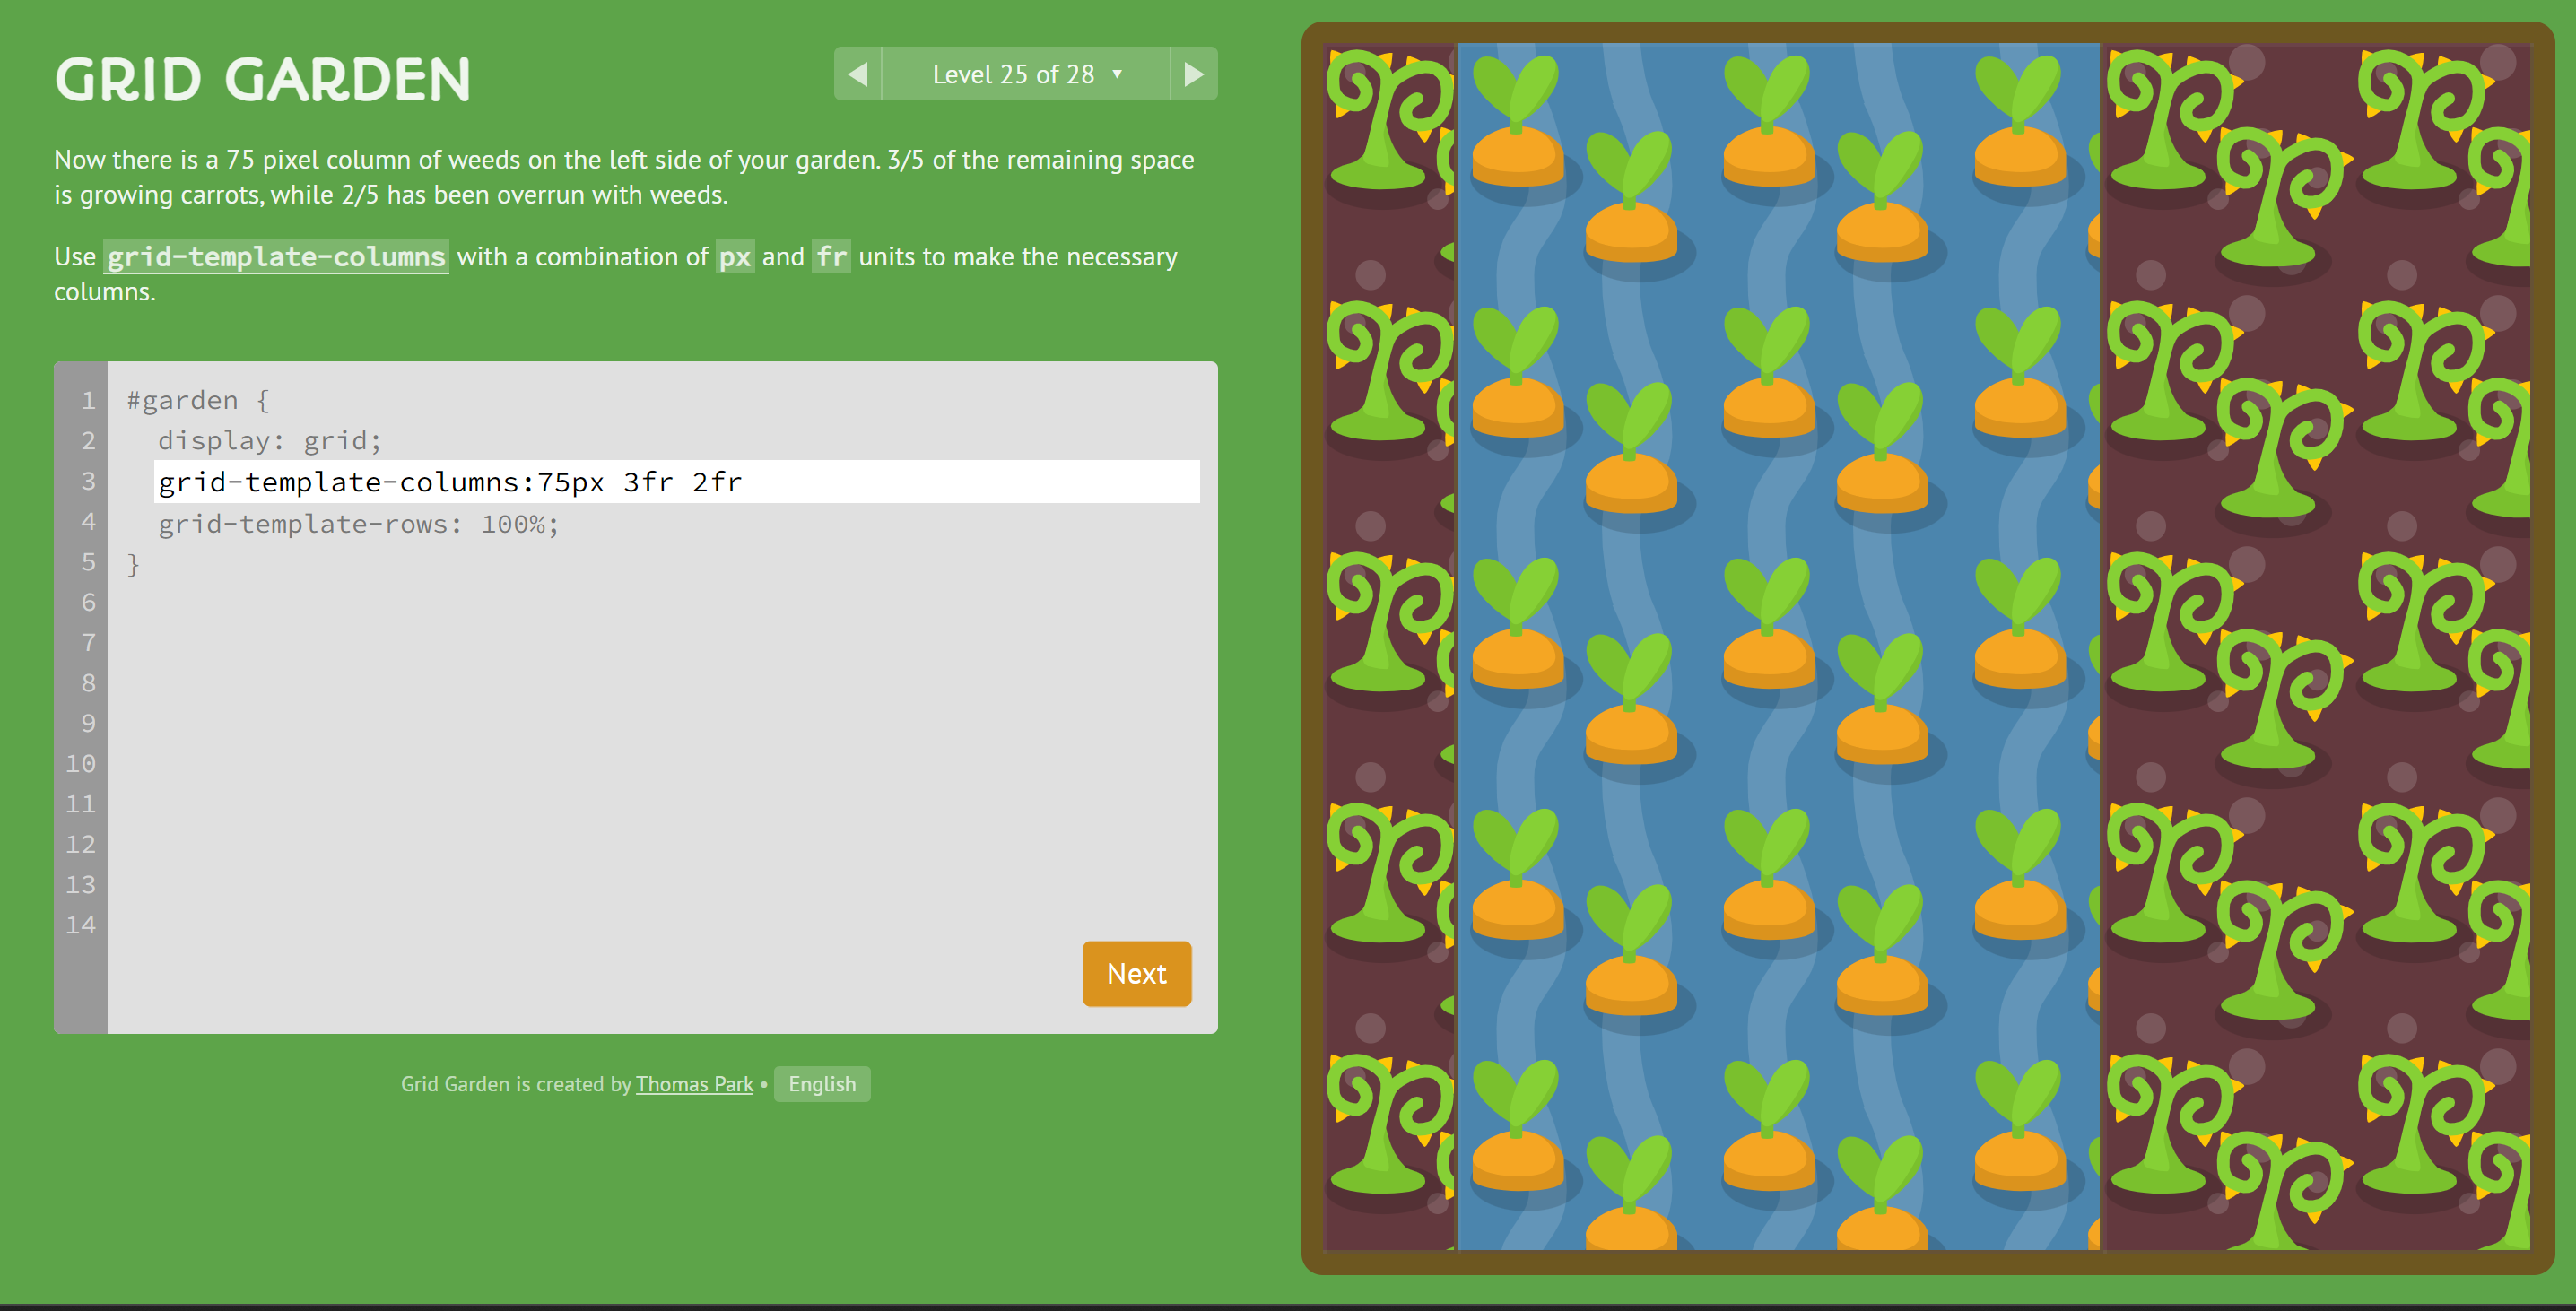 GRID GARDEN
Level 25 of 28 ▼
Now there is a 75 pixel column of weeds on the left side of your garden. 3/5 of the remaining space
is growing carrots, while 2/5 has been overrun with weeds.
Use grid-template-columns with a combination of px and fr units to make the necessary
columns.
1 #garden {
2 display: grid;
3 grid-template-columns:75px 3fr 2fr
4 grid-template-rows: 100%;
5 }
6
7
8
9
10
11
12
13
14
Next
Grid Garden is created by Thomas Park • English